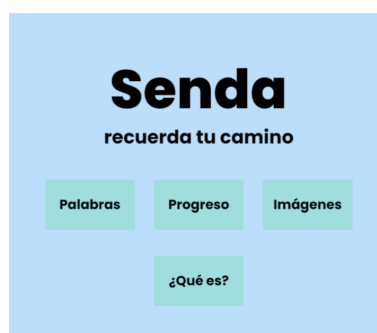 Senda
recuerda tu camino
Palabras Progreso Imágenes
¿Qué es?